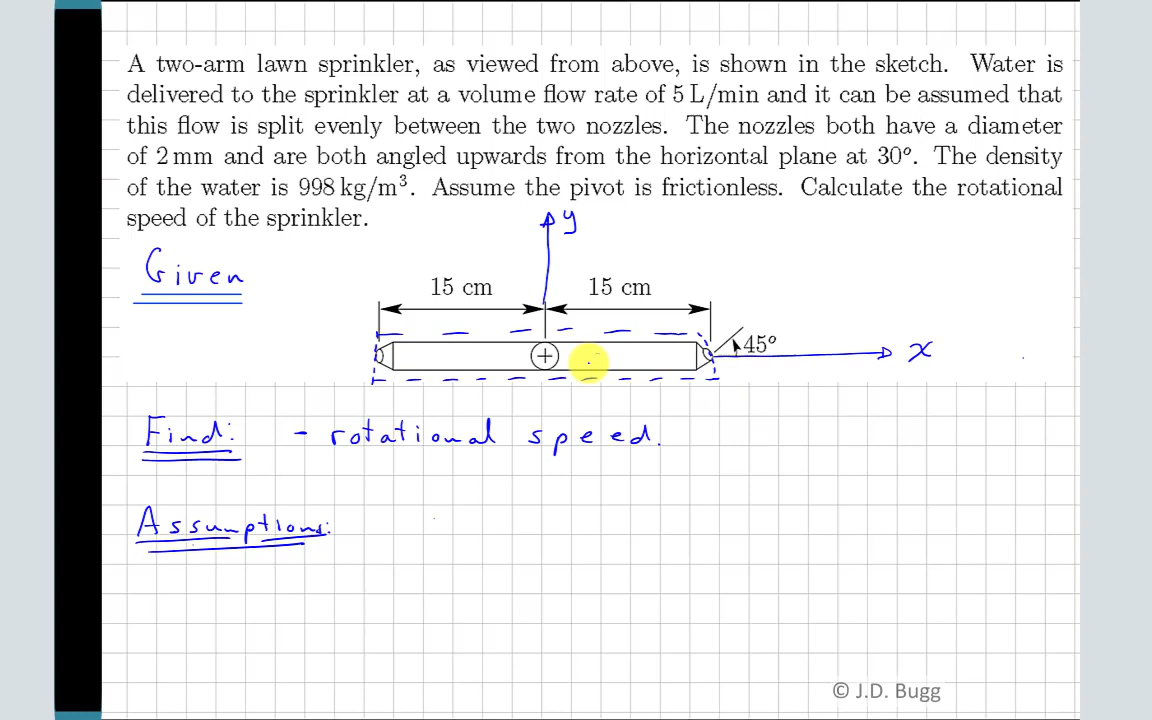 A two-arm lawn sprinkler, as viewed from above, is shown in the sketch. Water is
delivered to the sprinkler at a volume flow rate of 5 L/min and it can be assumed that
this flow is split evenly between the two nozzles. The nozzles both have a diameter
of 2 mm and are both angled upwards from the horizontal plane at 30°. The density
of the water is 998 kg/m³. Assume the pivot is frictionless. Calculate the rotational
speed of the sprinkler.
y
Given
15 cm 15 cm
45°
x
Find: - rotational speed.
Assumptions:
© J.D. Bugg